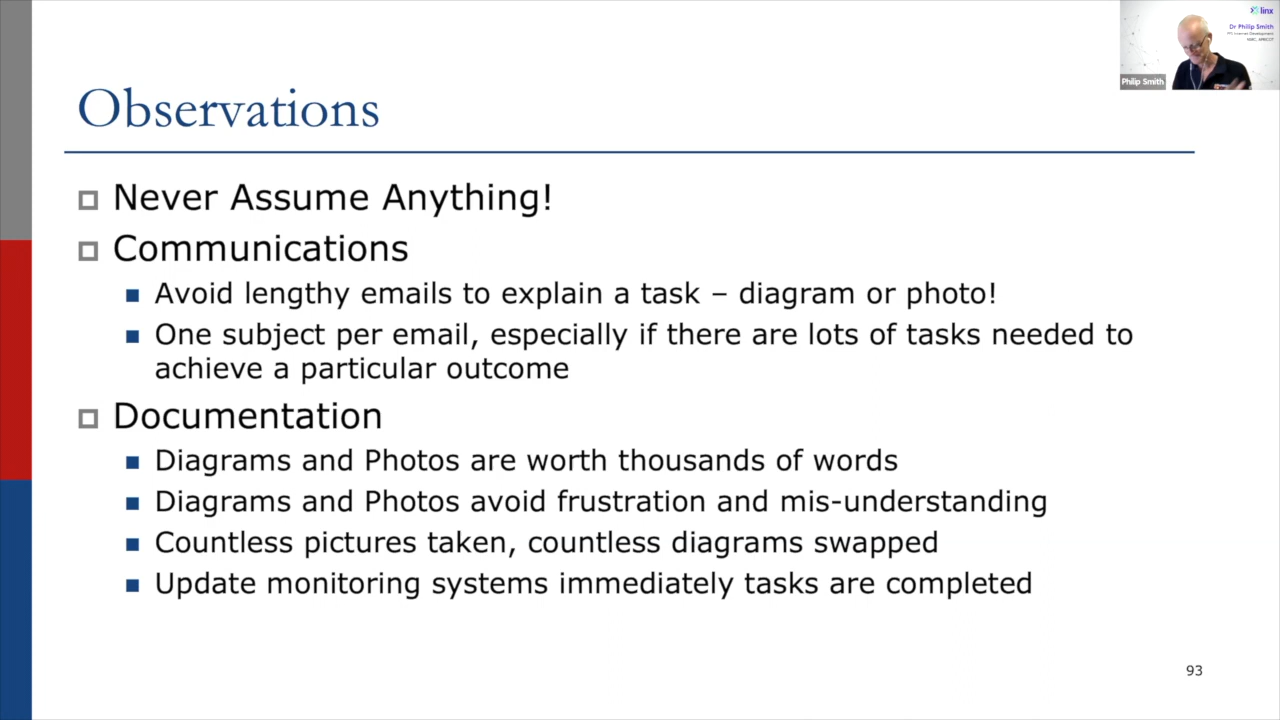 linx
Dr Philip Smith
Philip Smith
Observations
Never Assume Anything!
Communications
Avoid lengthy emails to explain a task – diagram or photo!
One subject per email, especially if there are lots of tasks needed to
achieve a particular outcome
Documentation
Diagrams and Photos are worth thousands of words
Diagrams and Photos avoid frustration and mis-understanding
Countless pictures taken, countless diagrams swapped
Update monitoring systems immediately tasks are completed
93